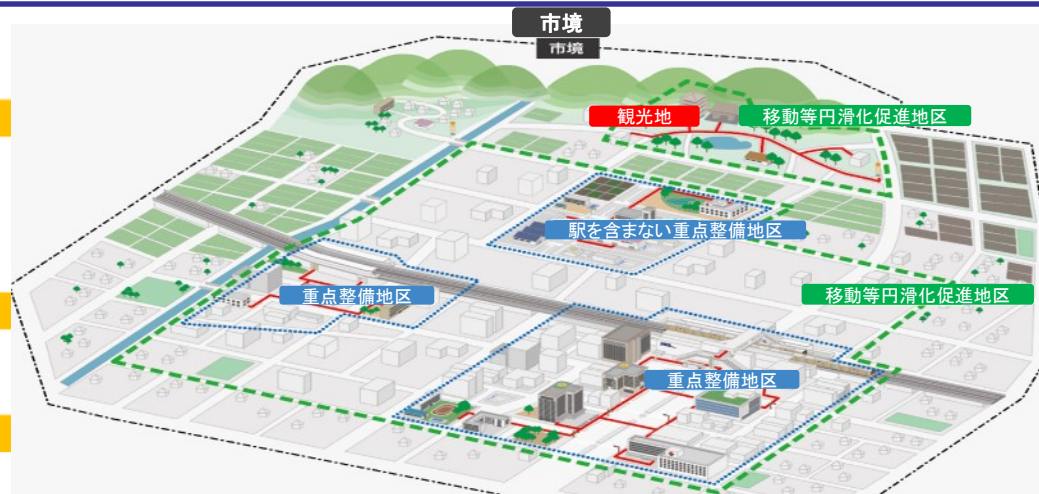 市境
市境
観光地
移動等円滑化促進地区
駅を含まない重点整備地区
重点整備地区
移動等円滑化促進地区
重点整備地区